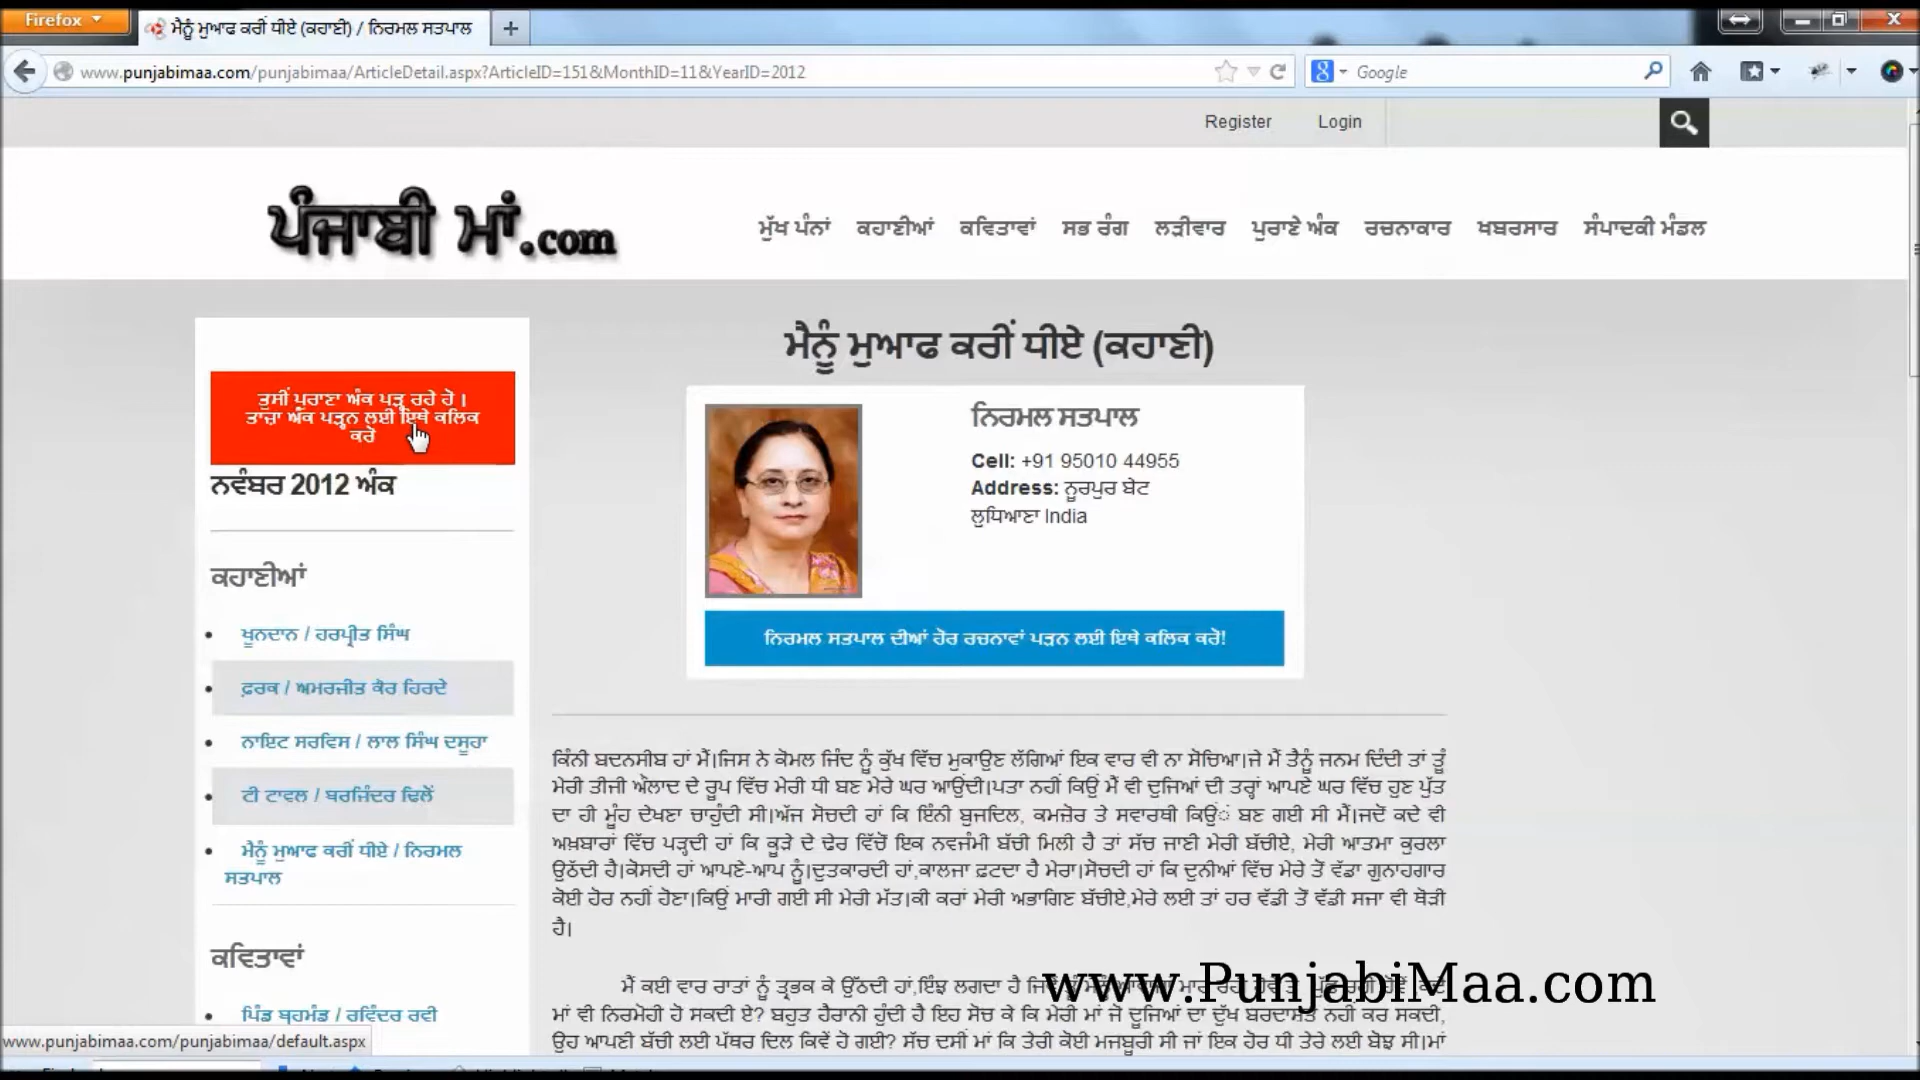 Firefox
ਮੈਨੂੰ ਮੁਆਫ ਕਰੀਂ ਧੀਏ (ਕਹਾਣੀ) / ਨਿਰਮਲ ਸਤਪਾਲ
www.punjabimaa.com/punjabimaa/ArticleDetail.aspx?ArticleID=151&MonthID=11&YearID=2012
Google
Register Login
ਪੰਜਾਬੀ ਮਾਂ.com
ਮੁੱਖ ਪੰਨਾਂ ਕਹਾਣੀਆਂ ਕਵਿਤਾਵਾਂ ਸਭ ਰੰਗ ਲੜੀਵਾਰ ਪੁਰਾਣੇ ਅੰਕ ਰਚਨਾਕਾਰ ਖਬਰਸਾਰ ਸੰਪਾਦਕੀ ਮੰਡਲ
ਤੁਸੀਂ ਪੁਰਾਣਾ ਅੰਕ ਪੜ੍ਹ ਰਹੇ ਹੋ ।
ਤਾਜ਼ਾ ਅੰਕ ਪੜ੍ਹਨ ਲਈ ਇਥੇ ਕਲਿਕ
ਕਰੋ
ਨਵੰਬਰ 2012 ਅੰਕ
ਕਹਾਣੀਆਂ
ਖੂਨਦਾਨ / ਹਰਪ੍ਰੀਤ ਸਿੰਘ
ਫ਼ਰਕ / ਅਮਰਜੀਤ ਕੌਰ ਹਿਰਦੇ
ਨਾਇਟ ਸਰਵਿਸ / ਲਾਲ ਸਿੰਘ ਦਸੂਹਾ
ਟੀ ਟਾਵਲ / ਬਰਜਿੰਦਰ ਢਿਲੋਂ
ਮੈਨੂੰ ਮੁਆਫ ਕਰੀਂ ਧੀਏ / ਨਿਰਮਲ
ਸਤਪਾਲ
ਕਵਿਤਾਵਾਂ
ਪਿੰਡ ਬ੍ਰਹਮੰਡ / ਰਵਿੰਦਰ ਰਵੀ
www.punjabimaa.com/punjabimaa/default.aspx
ਮੈਨੂੰ ਮੁਆਫ ਕਰੀਂ ਧੀਏ (ਕਹਾਣੀ)
ਨਿਰਮਲ ਸਤਪਾਲ
Cell: +91 95010 44955
Address: ਨੂਰਪੁਰ ਬੇਟ
ਲੁਧਿਆਣਾ India
ਨਿਰਮਲ ਸਤਪਾਲ ਦੀਆਂ ਹੋਰ ਰਚਨਾਵਾਂ ਪੜਨ ਲਈ ਇਥੇ ਕਲਿਕ ਕਰੋ!
ਕਿੰਨੀ ਬਦਨਸੀਬ ਹਾਂ ਮੈਂ।ਜਿਸ ਨੇ ਕੋਮਲ ਜਿੰਦ ਨੂੰ ਕੁੱਖ ਵਿੱਚ ਮੁਕਾਉਣ ਲੱਗਿਆਂ ਇਕ ਵਾਰ ਵੀ ਨਾ ਸੋਚਿਆ।ਜੇ ਮੈਂ ਤੈਨੂੰ ਜਨਮ ਦਿੰਦੀ ਤਾਂ ਤੂੰ
ਮੇਰੀ ਤੀਜੀ ਔਲਾਦ ਦੇ ਰੂਪ ਵਿੱਚ ਮੇਰੀ ਧੀ ਬਣ ਮੇਰੇ ਘਰ ਆਉਂਦੀ।ਪਤਾ ਨਹੀਂ ਕਿਉਂ ਮੈਂ ਵੀ ਦੁਜਿਆਂ ਦੀ ਤਰ੍ਹਾਂ ਆਪਣੇ ਘਰ ਵਿੱਚ ਹੁਣ ਪੁੱਤ
ਦਾ ਹੀ ਮੂੰਹ ਦੇਖਣਾ ਚਾਹੁੰਦੀ ਸੀ।ਅੱਜ ਸੋਚਦੀ ਹਾਂ ਕਿ ਇੰਨੀ ਬੁਜਦਿਲ, ਕਮਜ਼ੋਰ ਤੇ ਸਵਾਰਥੀ ਕਿਉਂਂ ਬਣ ਗਈ ਸੀ ਮੈਂ।ਜਦੋਂ ਕਦੇ ਵੀ
ਅਖ਼ਬਾਰਾਂ ਵਿੱਚ ਪੜ੍ਹਦੀ ਹਾਂ ਕਿ ਕੂੜੇ ਦੇ ਢੇਰ ਵਿੱਚੋਂ ਇਕ ਨਵਜੰਮੀ ਬੱਚੀ ਮਿਲੀ ਹੈ ਤਾਂ ਸੱਚ ਜਾਣੀ ਮੇਰੀ ਬੱਚੀਏ, ਮੇਰੀ ਆਤਮਾ ਕੁਰਲਾ
ਉਠੱਦੀ ਹੈ।ਕੋਸਦੀ ਹਾਂ ਆਪਣੇ-ਆਪ ਨੂੰ।ਦੁਤਕਾਰਦੀ ਹਾਂ,ਕਾਲਜਾ ਫ਼ਟਦਾ ਹੈ ਮੇਰਾ।ਸੋਚਦੀ ਹਾਂ ਕਿ ਦੁਨੀਆਂ ਵਿੱਚ ਮੇਰੇ ਤੋਂ ਵੱਡਾ ਗੁਨਾਹਗਾਰ
ਕੋਈ ਹੋਰ ਨਹੀਂ ਹੋਣਾ।ਕਿਉਂ ਮਾਰੀ ਗਈ ਸੀ ਮੇਰੀ ਮੱਤ।ਕੀ ਕਰਾਂ ਮੇਰੀ ਅਭਾਗਿਣ ਬੱਚੀਏ,ਮੇਰੇ ਲਈ ਤਾਂ ਹਰ ਵੱਡੀ ਤੋਂ ਵੱਡੀ ਸਜਾ ਵੀ ਥੋੜੀ
ਹੈ।
ਮੈਂ ਕਈ ਵਾਰ ਰਾਤਾਂ ਨੂੰ ਤ੍ਰਭਕ ਕੇ ਉੱਠਦੀ ਹਾਂ,ਇੰਝ ਲਗਦਾ ਹੈ
ਮਾਂ ਵੀ ਨਿਰਮੋਹੀ ਹੋ ਸਕਦੀ ਏ? ਬਹੁਤ ਹੈਰਾਨੀ ਹੁੰਦੀ ਹੈ ਇਹ ਸੋਚ ਕੇ ਕਿ ਮੇਰੀ ਮਾਂ ਜੋ ਦੂਜਿਆਂ ਦਾ ਦੁੱਖ ਬਰਦਾਸ਼ਤ ਨਹੀਂ ਕਰ ਸਕਦੀ,
ਉਹ ਆਪਣੀ ਬੱਚੀ ਲਈ ਪੱਥਰ ਦਿਲ ਕਿਵੇਂ ਹੋ ਗਈ? ਸੱਚ ਦਸੀਂ ਮਾਂ ਕਿ ਤੇਰੀ ਕੋਈ ਮਜਬੂਰੀ ਸੀ ਜਾਂ ਇਕ ਹੋਰ ਧੀ ਤੇਰੇ ਲਈ ਬੋਝ ਸੀ।ਮਾਂ
www.PunjabiMaa.com